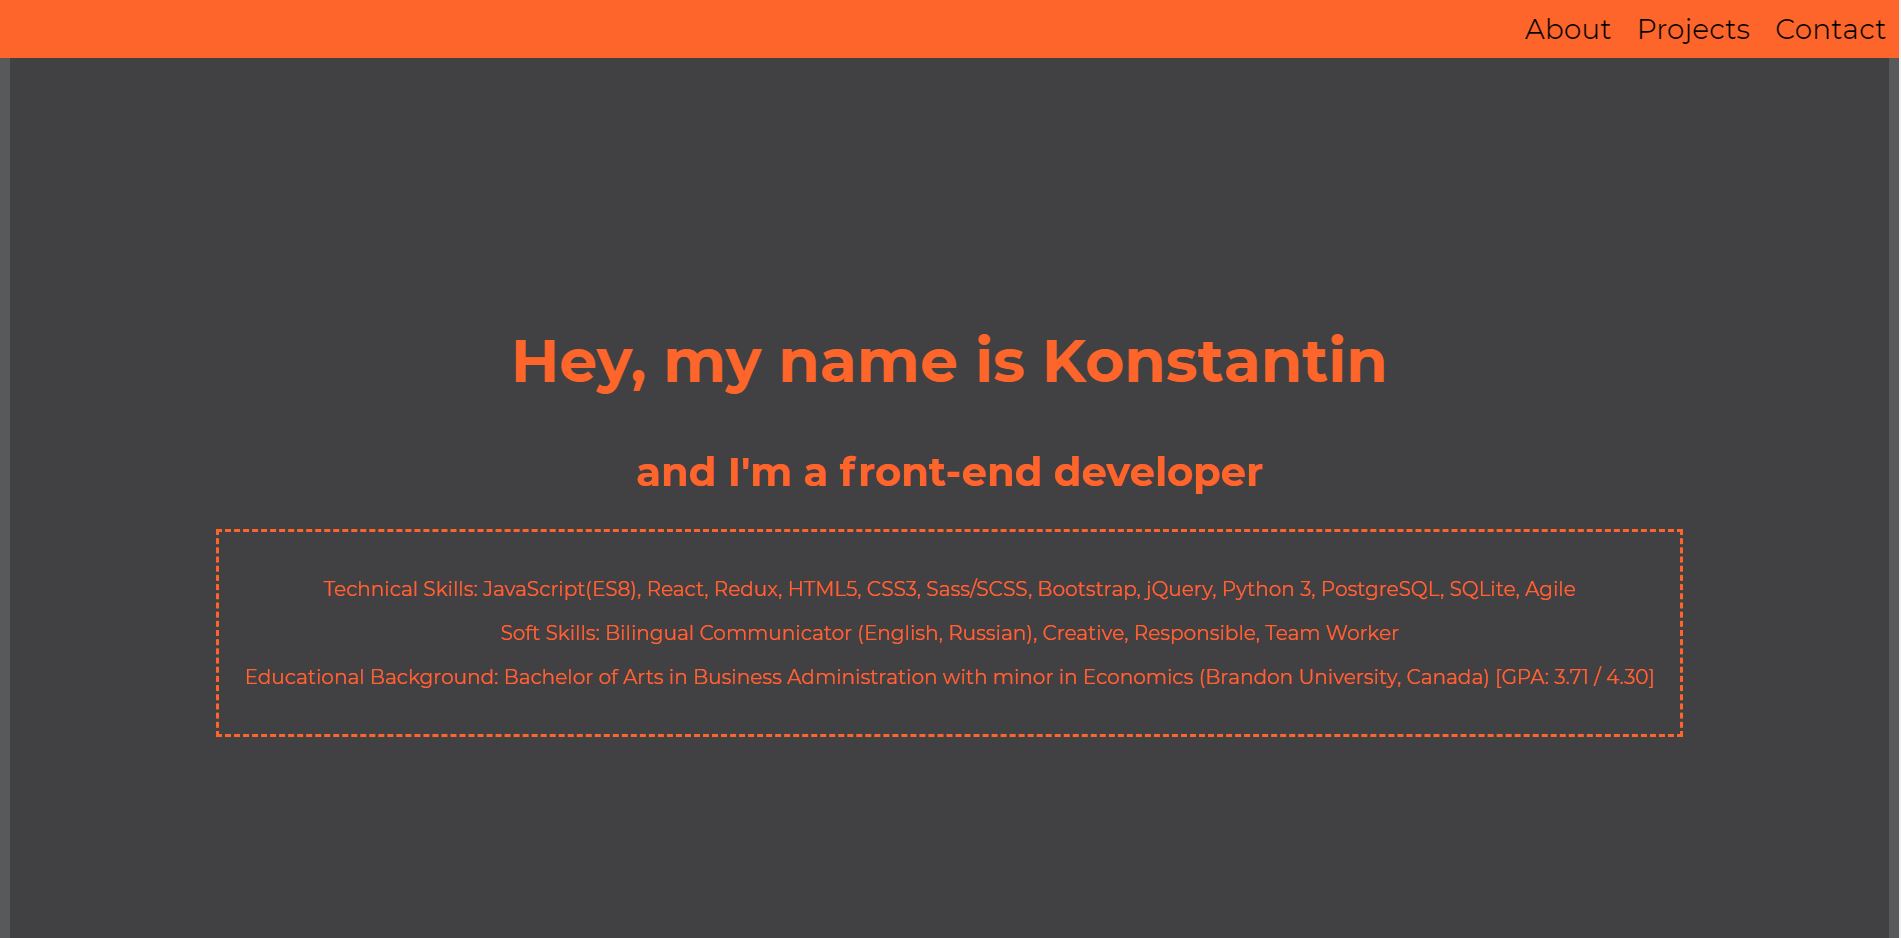 About Projects Contact
Hey, my name is Konstantin
and I'm a front-end developer
Technical Skills: JavaScript(ES8), React, Redux, HTML5, CSS3, Sass/SCSS, Bootstrap, jQuery, Python 3, PostgreSQL, SQLite, Agile
Soft Skills: Bilingual Communicator (English, Russian), Creative, Responsible, Team Worker
Educational Background: Bachelor of Arts in Business Administration with minor in Economics (Brandon University, Canada) [GPA: 3.71 / 4.30]